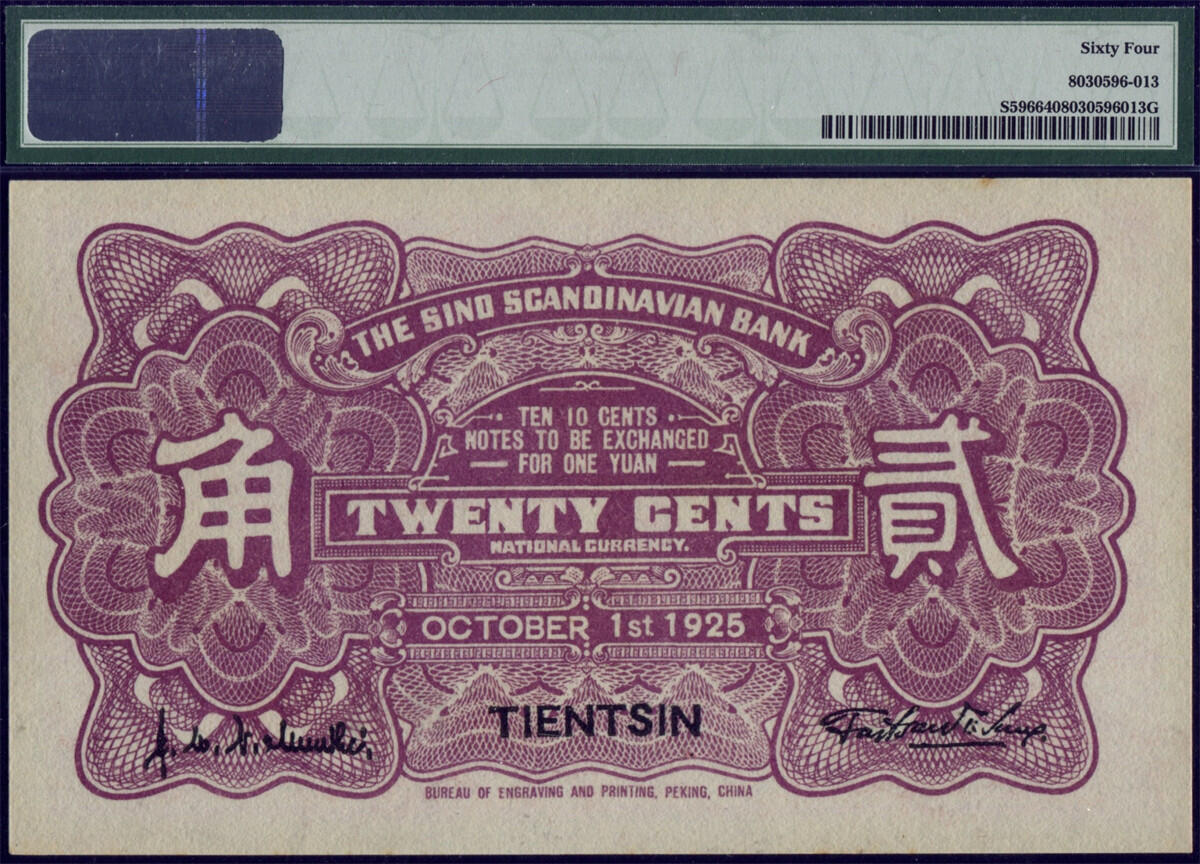 Sixty Four
8030596-013
S5966408030596013G
THE SINO SCANDINAVIAN BANK
TEN 10 CENTS
NOTES TO BE EXCHANGED
FOR ONE YUAN
角 貳
TWENTY CENTS
NATIONAL CURRENCY.
OCTOBER 1st 1925
TIENTSIN
BUREAU OF ENGRAVING AND PRINTING, PEKING, CHINA